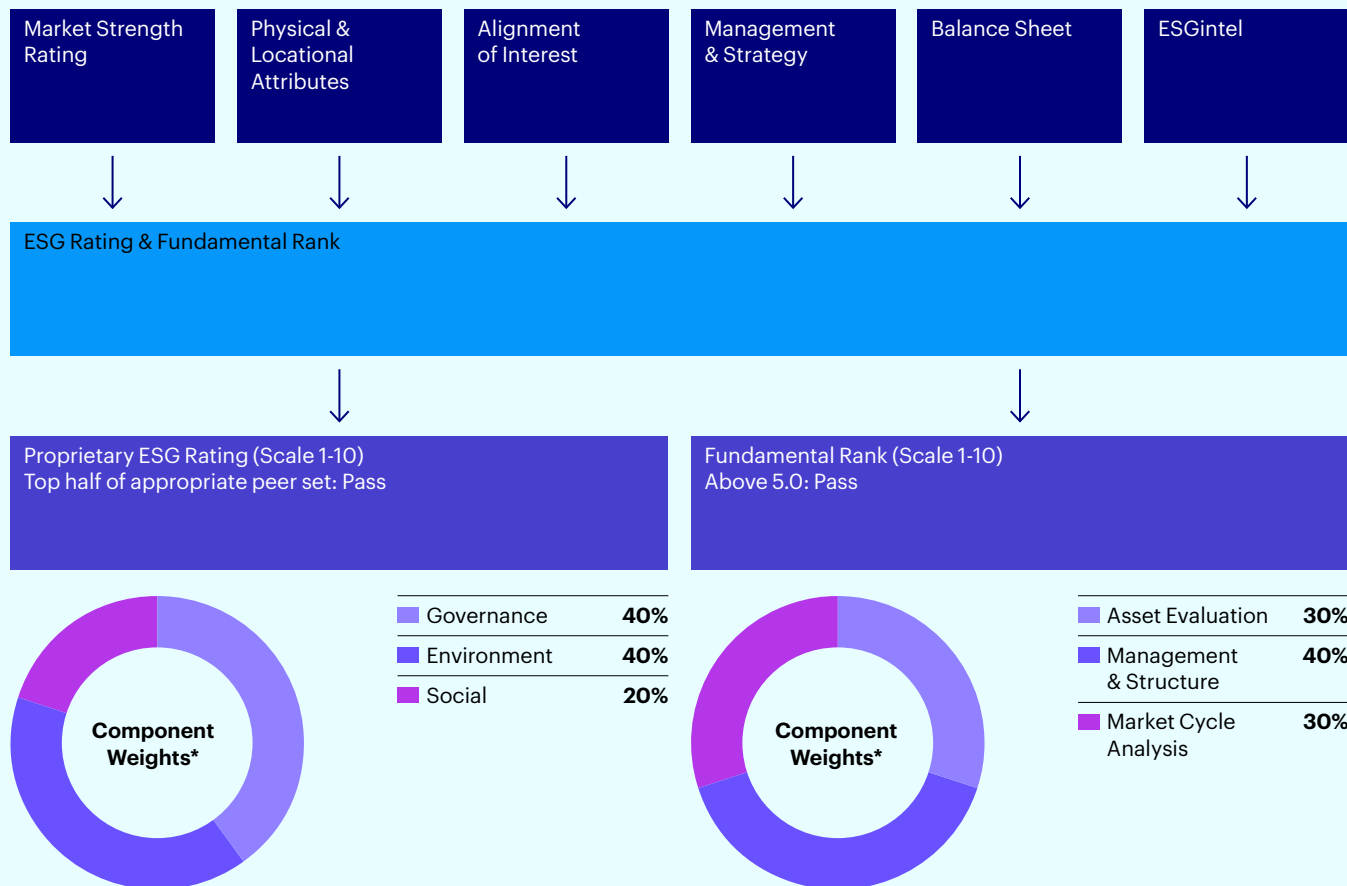 Market Strength
Rating
Physical &
Locational
Attributes
Alignment
of Interest
Management
& Strategy
Balance Sheet
ESGintel
ESG Rating & Fundamental Rank
Proprietary ESG Rating (Scale 1-10)
Top half of appropriate peer set: Pass
Fundamental Rank (Scale 1-10)
Above 5.0: Pass
Component
Weights*
Governance 40%
Environment 40%
Social 20%
Component
Weights*
Asset Evaluation 30%
Management 40%
& Structure
Market Cycle 30%
Analysis